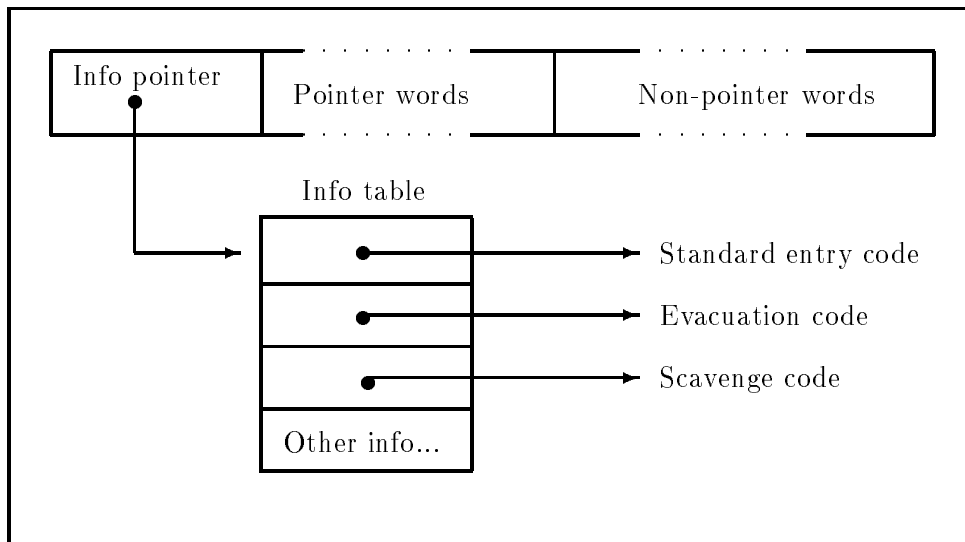 Info pointer
Pointer words
Non-pointer words
Info table
Standard entry code
Evacuation code
Scavenge code
Other info...